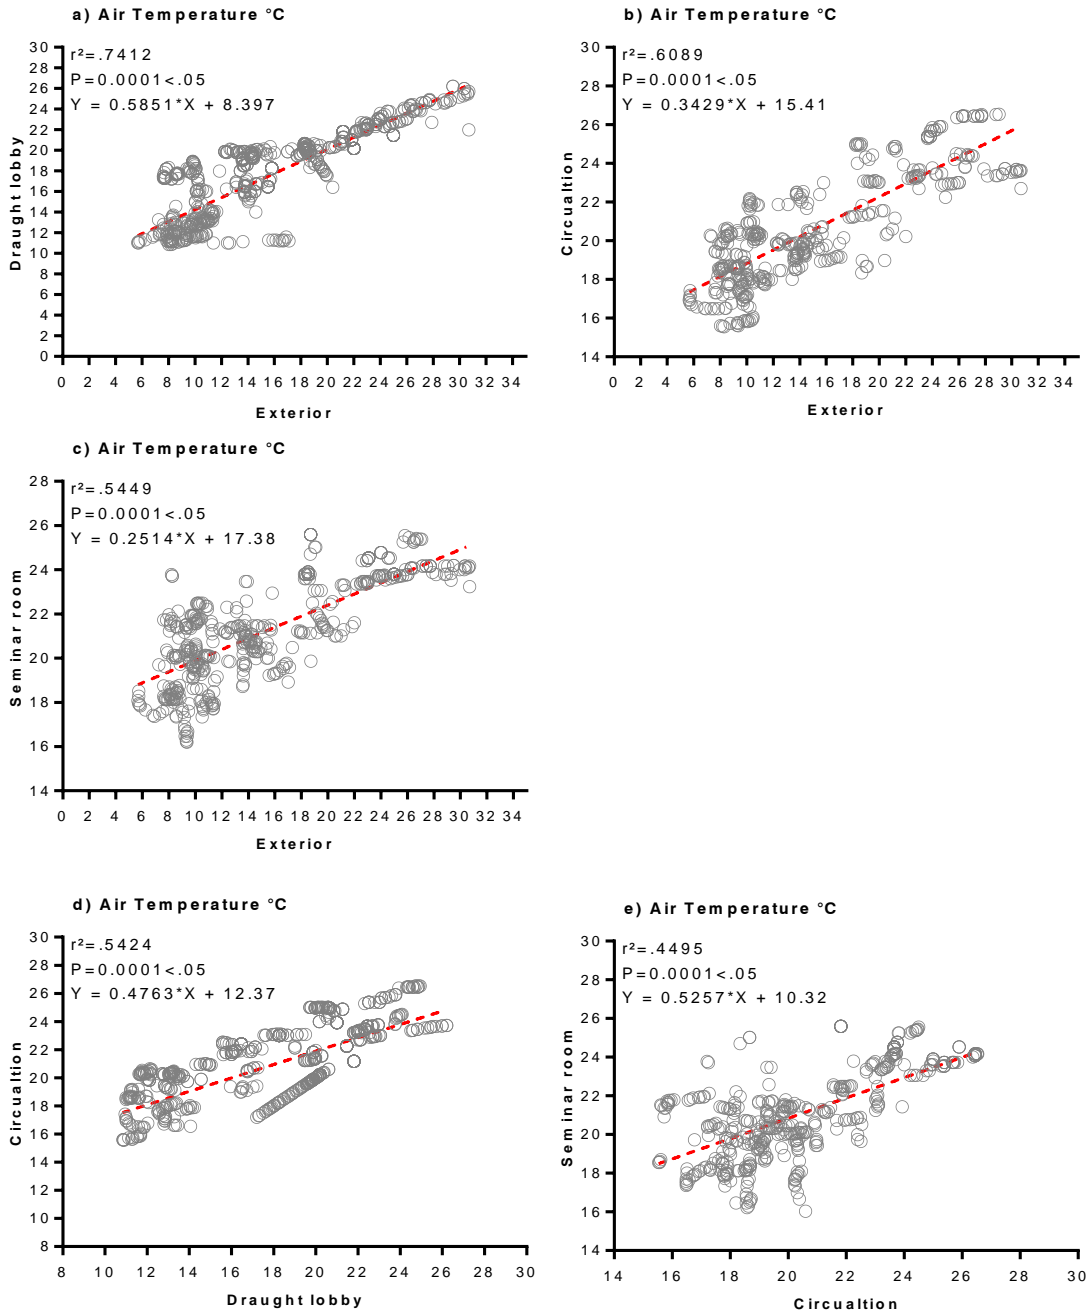 a) Air Temperature °C
r²=.7412
P=0.0001<.05
Y = 0.5851*X + 8.397
30
28
26
24
22
20
18
16
14
12
10
8
6
4
2
0
Draught lobby
0 2 4 6 8 10 12 14 16 18 20 22 24 26 28 30 32 34
Exterior
b) Air Temperature °C
r²=.6089
P=0.0001<.05
Y = 0.3429*X + 15.41
30
28
26
24
22
20
18
16
14
Circualtion
0 2 4 6 8 10 12 14 16 18 20 22 24 26 28 30 32 34
Exterior
c) Air Temperature °C
r²=.5449
P=0.0001<.05
Y = 0.2514*X + 17.38
28
26
24
22
20
18
16
14
Seminar room
0 2 4 6 8 10 12 14 16 18 20 22 24 26 28 30 32 34
Exterior
d) Air Temperature °C
r²=.5424
P=0.0001<.05
Y = 0.4763*X + 12.37
30
28
26
24
22
20
18
16
14
12
10
8
Circualtion
8 10 12 14 16 18 20 22 24 26 28 30
Draught lobby
e) Air Temperature °C
r²=.4495
P=0.0001<.05
Y = 0.5257*X + 10.32
30
28
26
24
22
20
18
16
14
Seminar room
14 16 18 20 22 24 26 28 30
Circualtion